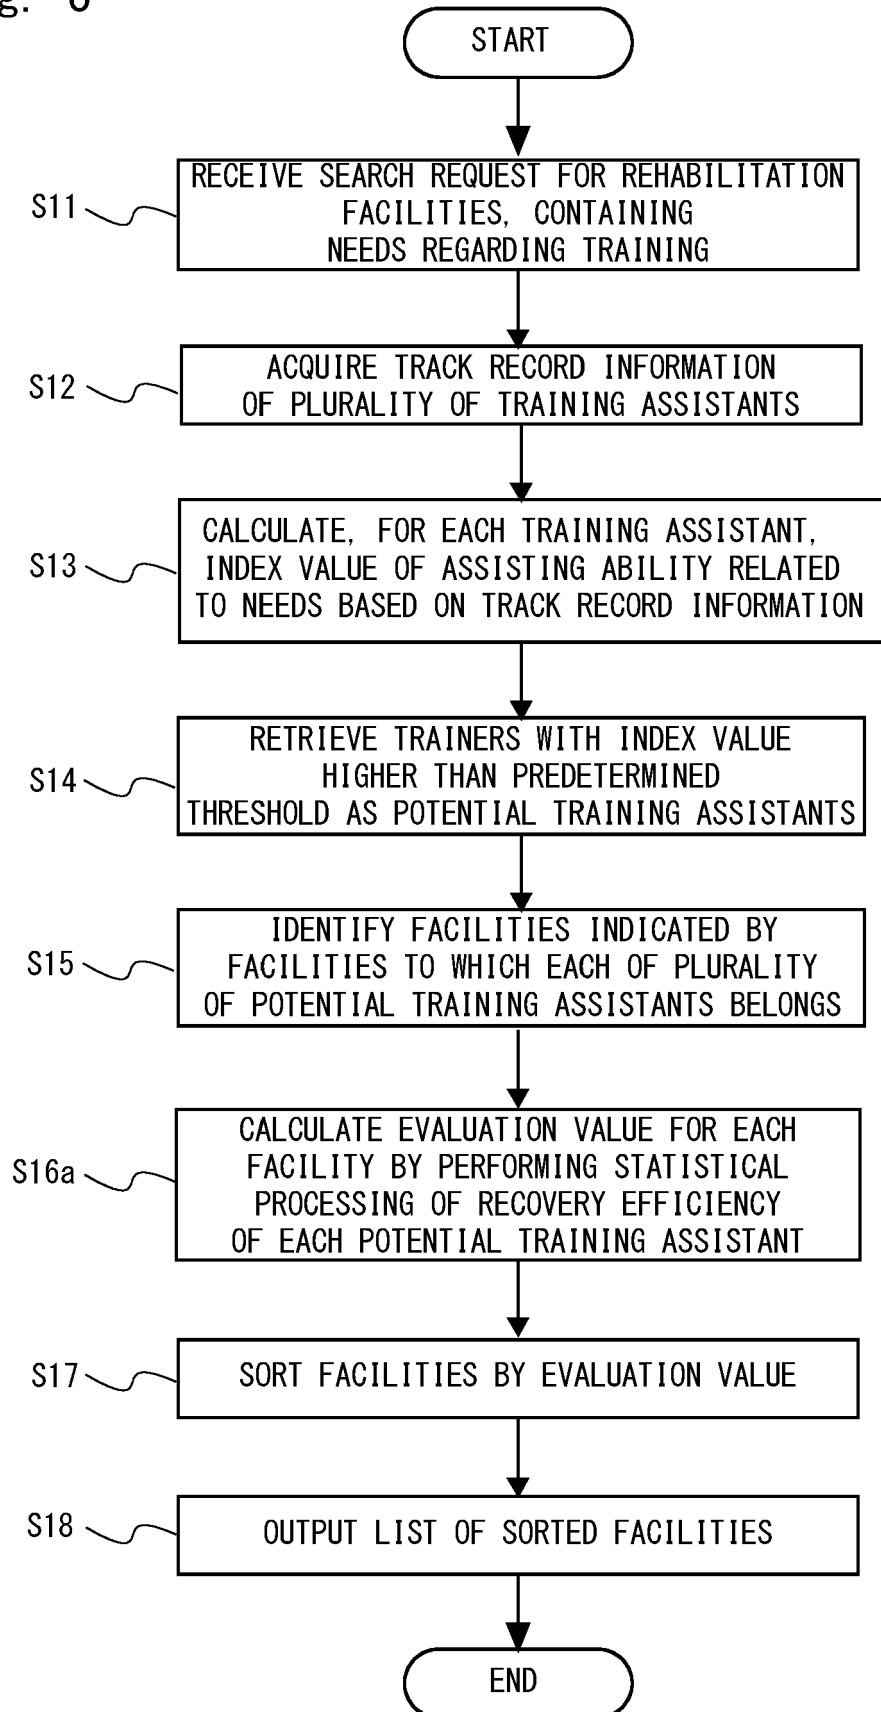 g. 6
START
S11
RECEIVE SEARCH REQUEST FOR REHABILITATION
FACILITIES, CONTAINING
NEEDS REGARDING TRAINING
S12
ACQUIRE TRACK RECORD INFORMATION
OF PLURALITY OF TRAINING ASSISTANTS
S13
CALCULATE, FOR EACH TRAINING ASSISTANT,
INDEX VALUE OF ASSISTING ABILITY RELATED
TO NEEDS BASED ON TRACK RECORD INFORMATION
S14
RETRIEVE TRAINERS WITH INDEX VALUE
HIGHER THAN PREDETERMINED
THRESHOLD AS POTENTIAL TRAINING ASSISTANTS
S15
IDENTIFY FACILITIES INDICATED BY
FACILITIES TO WHICH EACH OF PLURALITY
OF POTENTIAL TRAINING ASSISTANTS BELONGS
S16a
CALCULATE EVALUATION VALUE FOR EACH
FACILITY BY PERFORMING STATISTICAL
PROCESSING OF RECOVERY EFFICIENCY
OF EACH POTENTIAL TRAINING ASSISTANT
S17
SORT FACILITIES BY EVALUATION VALUE
S18
OUTPUT LIST OF SORTED FACILITIES
END